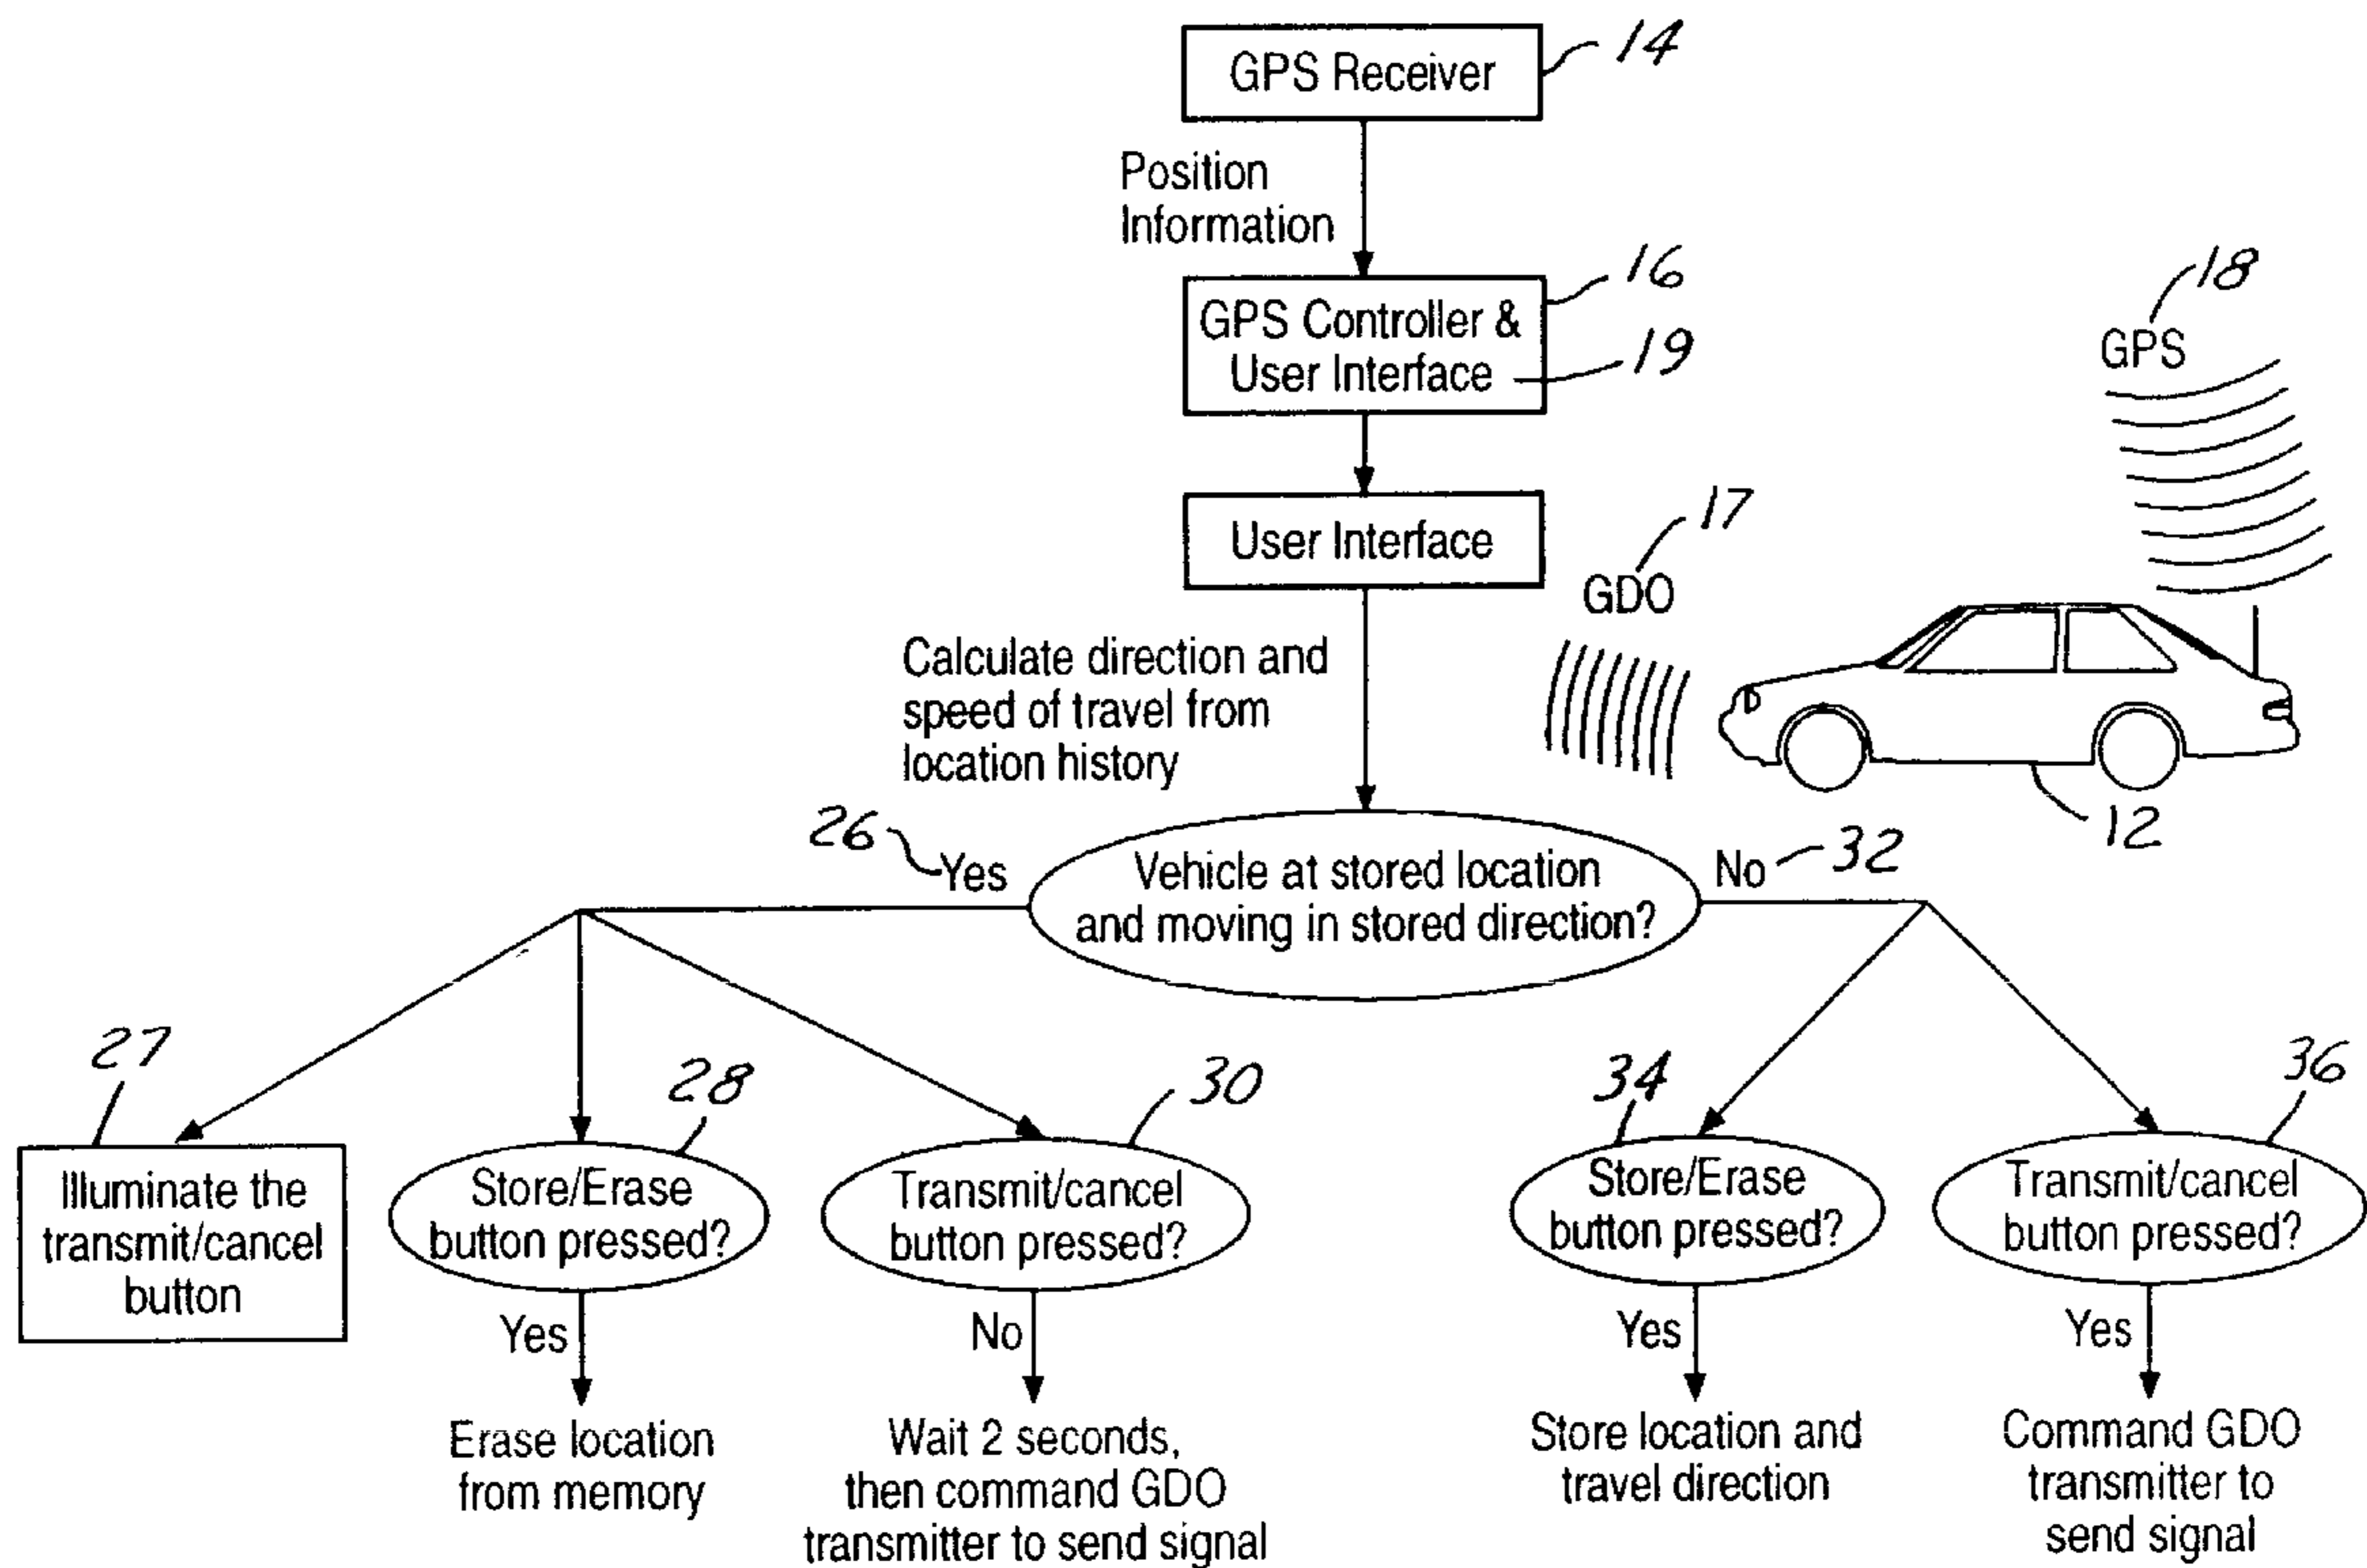 GPS Receiver
14
Position
Information
16
GPS Controller &
User Interface
19
18
GPS
User Interface
17
GDO
Calculate direction and
speed of travel from
location history
12
26
Yes
Vehicle at stored location
and moving in stored direction?
No
32
27
Illuminate the
transmit/cancel
button
28
Store/Erase
button pressed?
Yes
Erase location
from memory
30
Transmit/cancel
button pressed?
No
Wait 2 seconds,
then command GDO
transmitter to send signal
34
Store/Erase
button pressed?
Yes
Store location and
travel direction
36
Transmit/cancel
button pressed?
Yes
Command GDO
transmitter to
send signal